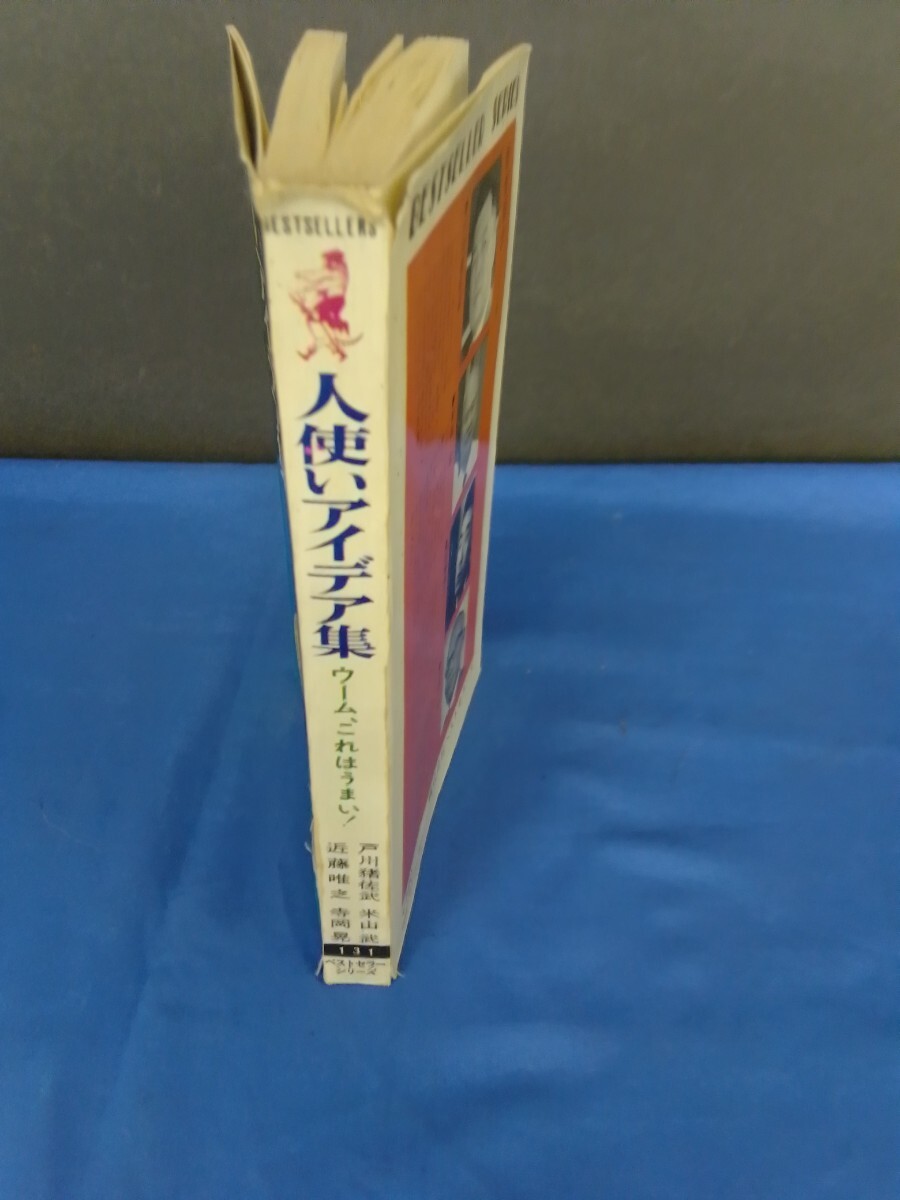 BESTSELLERS
人使いアイデア集
ウーム、これはうまい!
戸川猪佐武 米山武
近藤唯之 寺岡晃
131
ベストセラー
シリーズ
BESTSELLER SERIES